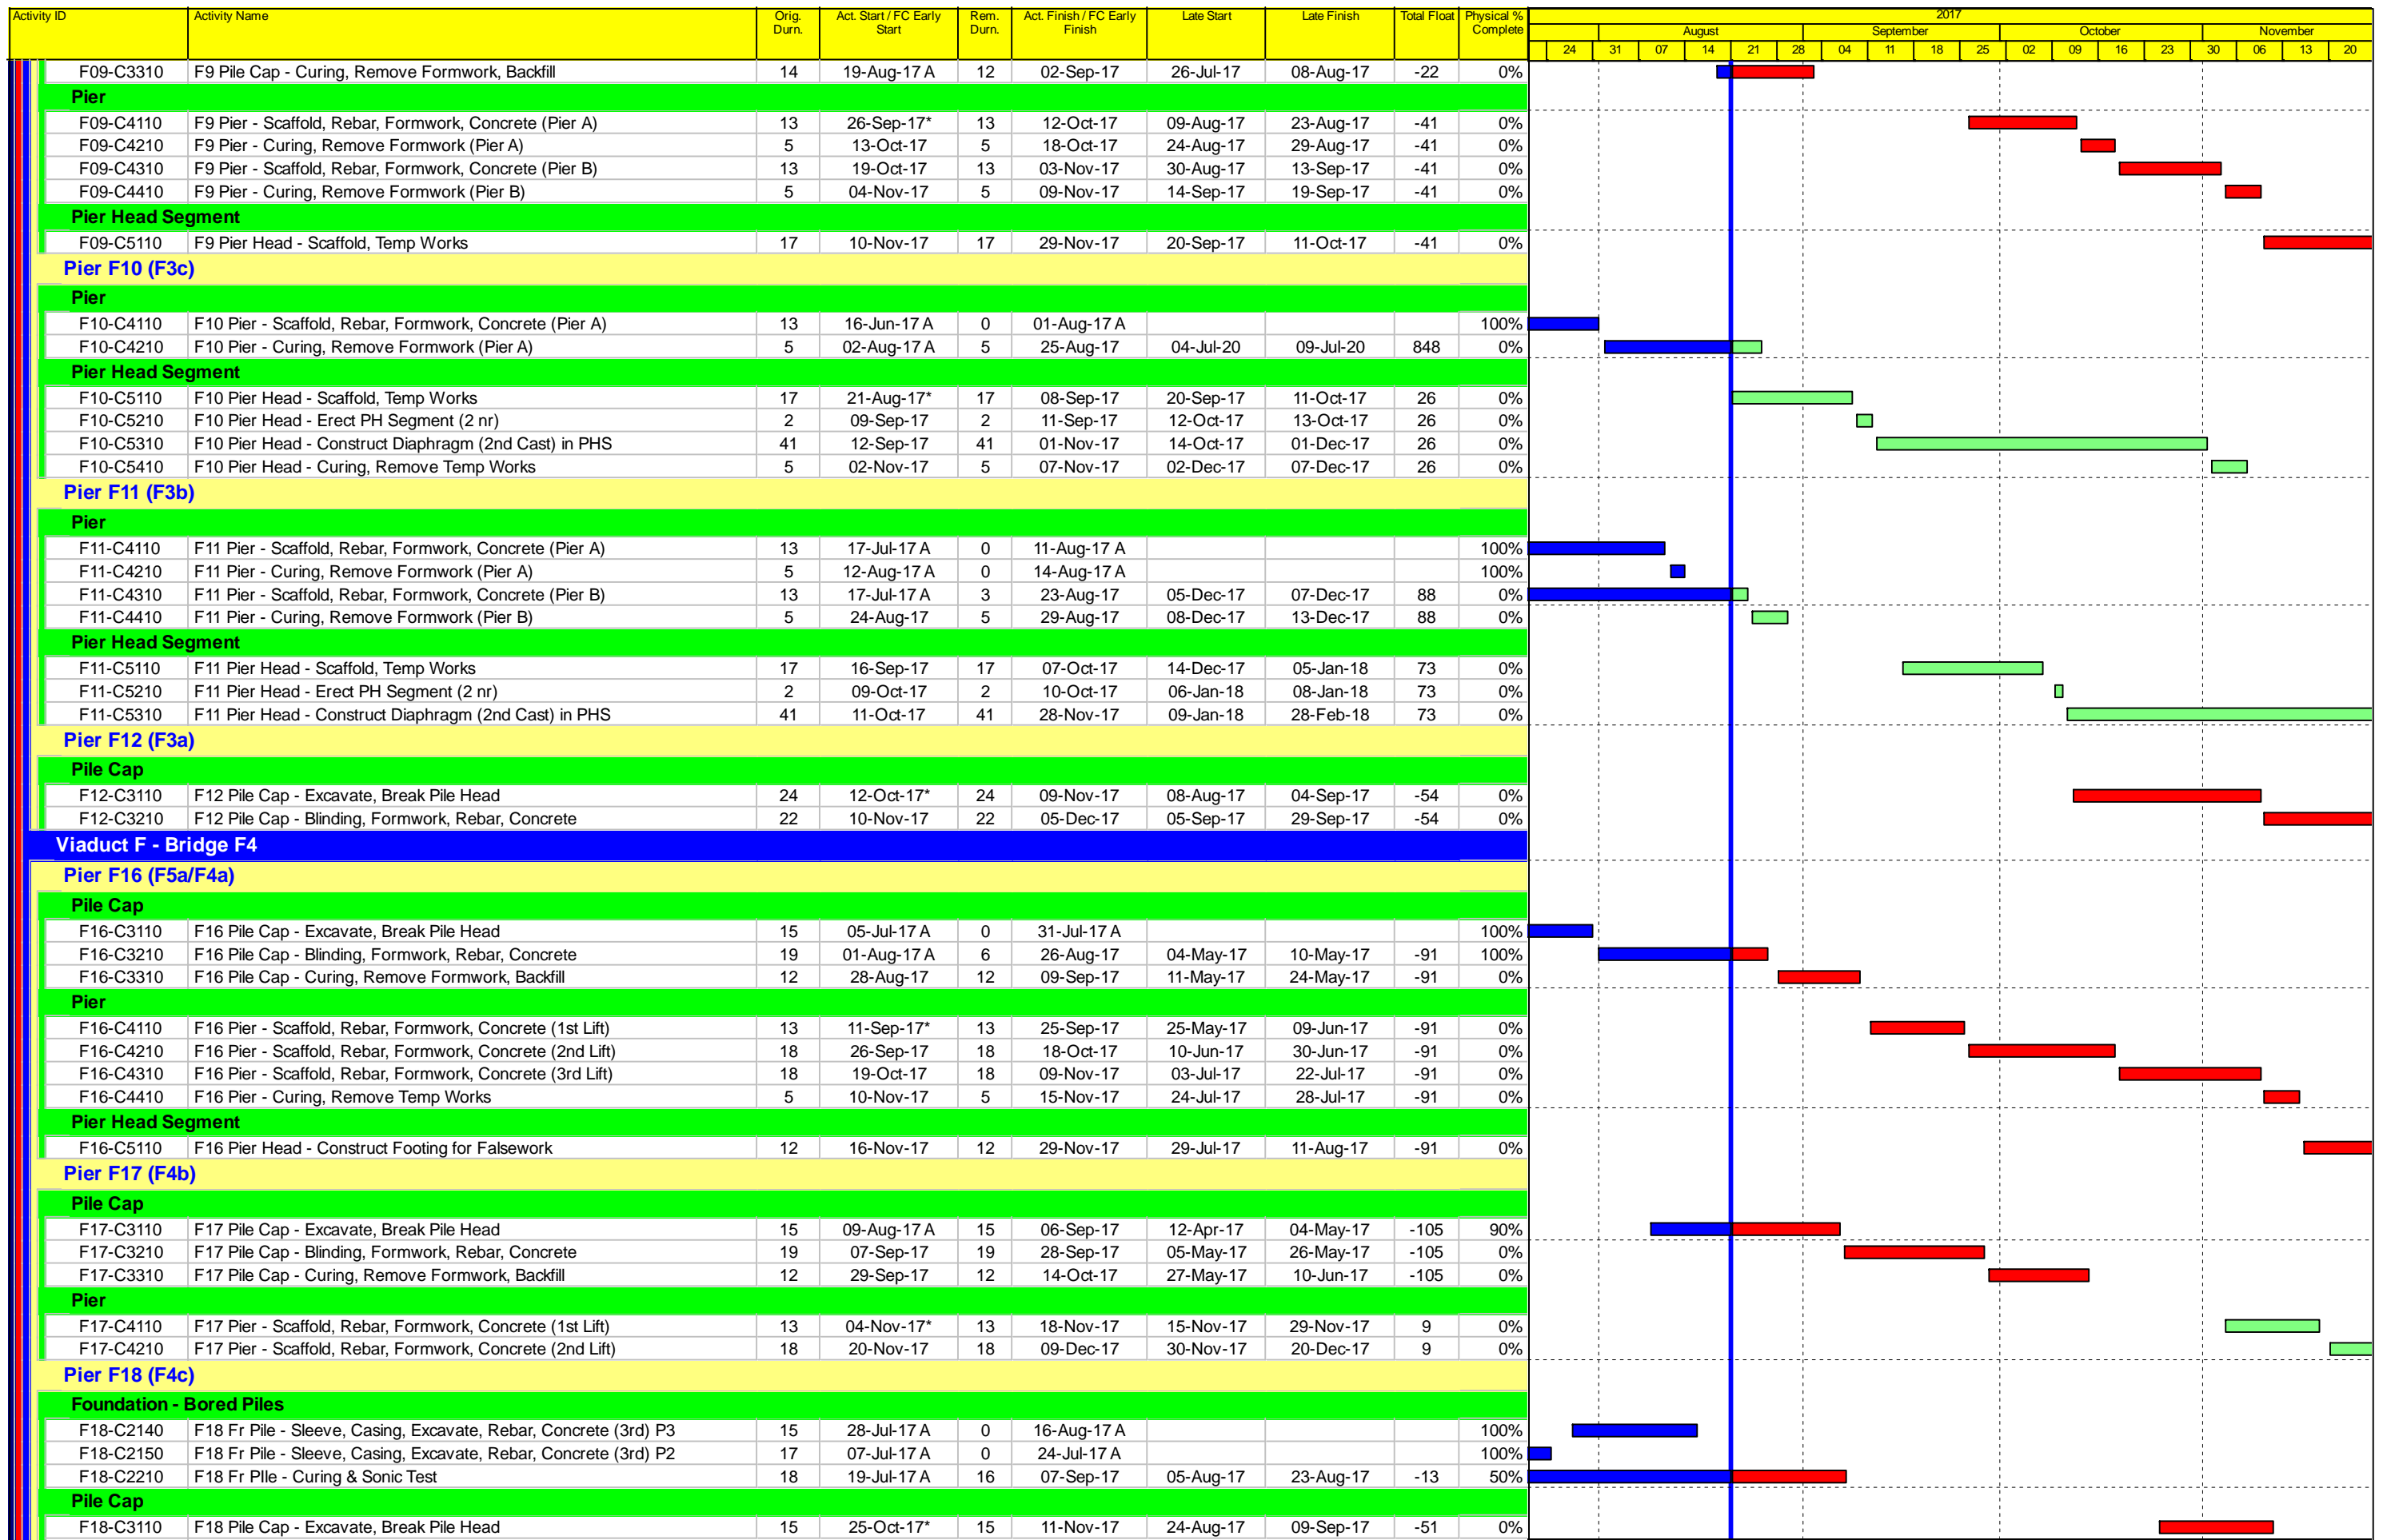 Activity ID Activity Name Orig. Durn. Act. Start / FC Early Start Rem. Durn. Act. Finish / FC Early Finish Late Start Late Finish Total Float Physical % Complete 2017
August September October November
24 31 07 14 21 28 04 11 18 25 02 09 16 23 30 06 13 20
F09-C3310 F9 Pile Cap - Curing, Remove Formwork, Backfill 14 19-Aug-17 A 12 02-Sep-17 26-Jul-17 08-Aug-17 -22 0%
Pier
F09-C4110 F9 Pier - Scaffold, Rebar, Formwork, Concrete (Pier A) 13 26-Sep-17* 13 12-Oct-17 09-Aug-17 23-Aug-17 -41 0%
F09-C4210 F9 Pier - Curing, Remove Formwork (Pier A) 5 13-Oct-17 5 18-Oct-17 24-Aug-17 29-Aug-17 -41 0%
F09-C4310 F9 Pier - Scaffold, Rebar, Formwork, Concrete (Pier B) 13 19-Oct-17 13 03-Nov-17 30-Aug-17 13-Sep-17 -41 0%
F09-C4410 F9 Pier - Curing, Remove Formwork (Pier B) 5 04-Nov-17 5 09-Nov-17 14-Sep-17 19-Sep-17 -41 0%
Pier Head Segment
F09-C5110 F9 Pier Head - Scaffold, Temp Works 17 10-Nov-17 17 29-Nov-17 20-Sep-17 11-Oct-17 -41 0%
Pier F10 (F3c)
Pier
F10-C4110 F10 Pier - Scaffold, Rebar, Formwork, Concrete (Pier A) 13 16-Jun-17 A 0 01-Aug-17 A 100%
F10-C4210 F10 Pier - Curing, Remove Formwork (Pier A) 5 02-Aug-17 A 5 25-Aug-17 04-Jul-20 09-Jul-20 848 0%
Pier Head Segment
F10-C5110 F10 Pier Head - Scaffold, Temp Works 17 21-Aug-17* 17 08-Sep-17 20-Sep-17 11-Oct-17 26 0%
F10-C5210 F10 Pier Head - Erect PH Segment (2 nr) 2 09-Sep-17 2 11-Sep-17 12-Oct-17 13-Oct-17 26 0%
F10-C5310 F10 Pier Head - Construct Diaphragm (2nd Cast) in PHS 41 12-Sep-17 41 01-Nov-17 14-Oct-17 01-Dec-17 26 0%
F10-C5410 F10 Pier Head - Curing, Remove Temp Works 5 02-Nov-17 5 07-Nov-17 02-Dec-17 07-Dec-17 26 0%
Pier F11 (F3b)
Pier
F11-C4110 F11 Pier - Scaffold, Rebar, Formwork, Concrete (Pier A) 13 17-Jul-17 A 0 11-Aug-17 A 100%
F11-C4210 F11 Pier - Curing, Remove Formwork (Pier A) 5 12-Aug-17 A 0 14-Aug-17 A 100%
F11-C4310 F11 Pier - Scaffold, Rebar, Formwork, Concrete (Pier B) 13 17-Jul-17 A 3 23-Aug-17 05-Dec-17 07-Dec-17 88 0%
F11-C4410 F11 Pier - Curing, Remove Formwork (Pier B) 5 24-Aug-17 5 29-Aug-17 08-Dec-17 13-Dec-17 88 0%
Pier Head Segment
F11-C5110 F11 Pier Head - Scaffold, Temp Works 17 16-Sep-17 17 07-Oct-17 14-Dec-17 05-Jan-18 73 0%
F11-C5210 F11 Pier Head - Erect PH Segment (2 nr) 2 09-Oct-17 2 10-Oct-17 06-Jan-18 08-Jan-18 73 0%
F11-C5310 F11 Pier Head - Construct Diaphragm (2nd Cast) in PHS 41 11-Oct-17 41 28-Nov-17 09-Jan-18 28-Feb-18 73 0%
Pier F12 (F3a)
Pile Cap
F12-C3110 F12 Pile Cap - Excavate, Break Pile Head 24 12-Oct-17* 24 09-Nov-17 08-Aug-17 04-Sep-17 -54 0%
F12-C3210 F12 Pile Cap - Blinding, Formwork, Rebar, Concrete 22 10-Nov-17 22 05-Dec-17 05-Sep-17 29-Sep-17 -54 0%
Viaduct F - Bridge F4
Pier F16 (F5a/F4a)
Pile Cap
F16-C3110 F16 Pile Cap - Excavate, Break Pile Head 15 05-Jul-17 A 0 31-Jul-17 A 100%
F16-C3210 F16 Pile Cap - Blinding, Formwork, Rebar, Concrete 19 01-Aug-17 A 6 26-Aug-17 04-May-17 10-May-17 -91 100%
F16-C3310 F16 Pile Cap - Curing, Remove Formwork, Backfill 12 28-Aug-17 12 09-Sep-17 11-May-17 24-May-17 -91 0%
Pier
F16-C4110 F16 Pier - Scaffold, Rebar, Formwork, Concrete (1st Lift) 13 11-Sep-17* 13 25-Sep-17 25-May-17 09-Jun-17 -91 0%
F16-C4210 F16 Pier - Scaffold, Rebar, Formwork, Concrete (2nd Lift) 18 26-Sep-17 18 18-Oct-17 10-Jun-17 30-Jun-17 -91 0%
F16-C4310 F16 Pier - Scaffold, Rebar, Formwork, Concrete (3rd Lift) 18 19-Oct-17 18 09-Nov-17 03-Jul-17 22-Jul-17 -91 0%
F16-C4410 F16 Pier - Curing, Remove Temp Works 5 10-Nov-17 5 15-Nov-17 24-Jul-17 28-Jul-17 -91 0%
Pier Head Segment
F16-C5110 F16 Pier Head - Construct Footing for Falsework 12 16-Nov-17 12 29-Nov-17 29-Jul-17 11-Aug-17 -91 0%
Pier F17 (F4b)
Pile Cap
F17-C3110 F17 Pile Cap - Excavate, Break Pile Head 15 09-Aug-17 A 15 06-Sep-17 12-Apr-17 04-May-17 -105 90%
F17-C3210 F17 Pile Cap - Blinding, Formwork, Rebar, Concrete 19 07-Sep-17 19 28-Sep-17 05-May-17 26-May-17 -105 0%
F17-C3310 F17 Pile Cap - Curing, Remove Formwork, Backfill 12 29-Sep-17 12 14-Oct-17 27-May-17 10-Jun-17 -105 0%
Pier
F17-C4110 F17 Pier - Scaffold, Rebar, Formwork, Concrete (1st Lift) 13 04-Nov-17* 13 18-Nov-17 15-Nov-17 29-Nov-17 9 0%
F17-C4210 F17 Pier - Scaffold, Rebar, Formwork, Concrete (2nd Lift) 18 20-Nov-17 18 09-Dec-17 30-Nov-17 20-Dec-17 9 0%
Pier F18 (F4c)
Foundation - Bored Piles
F18-C2140 F18 Fr Pile - Sleeve, Casing, Excavate, Rebar, Concrete (3rd) P3 15 28-Jul-17 A 0 16-Aug-17 A 100%
F18-C2150 F18 Fr Pile - Sleeve, Casing, Excavate, Rebar, Concrete (3rd) P2 17 07-Jul-17 A 0 24-Jul-17 A 100%
F18-C2210 F18 Fr PIle - Curing & Sonic Test 18 19-Jul-17 A 16 07-Sep-17 05-Aug-17 23-Aug-17 -13 50%
Pile Cap
F18-C3110 F18 Pile Cap - Excavate, Break Pile Head 15 25-Oct-17* 15 11-Nov-17 24-Aug-17 09-Sep-17 -51 0%